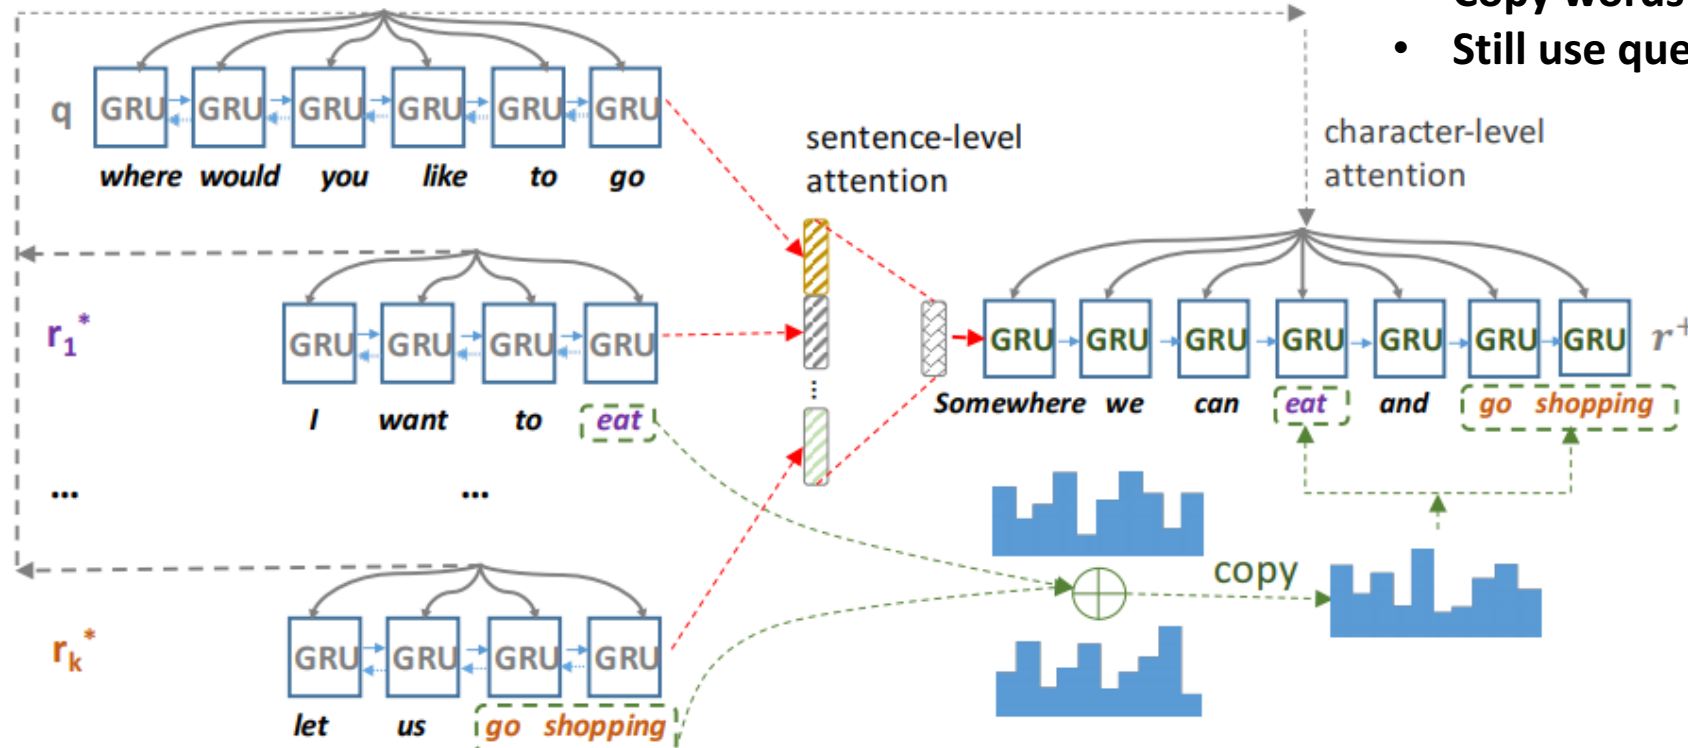 Copy words
• Still use que
q
GRU GRU GRU GRU GRU GRU
where would you like to go
sentence-level
attention
character-level
attention
r1*
GRU GRU GRU GRU
I want to eat
GRU GRU GRU GRU GRU GRU GRU r+
Somewhere we can eat and go shopping
... ...
...
copy
rk*
GRU GRU GRU GRU
let us go shopping